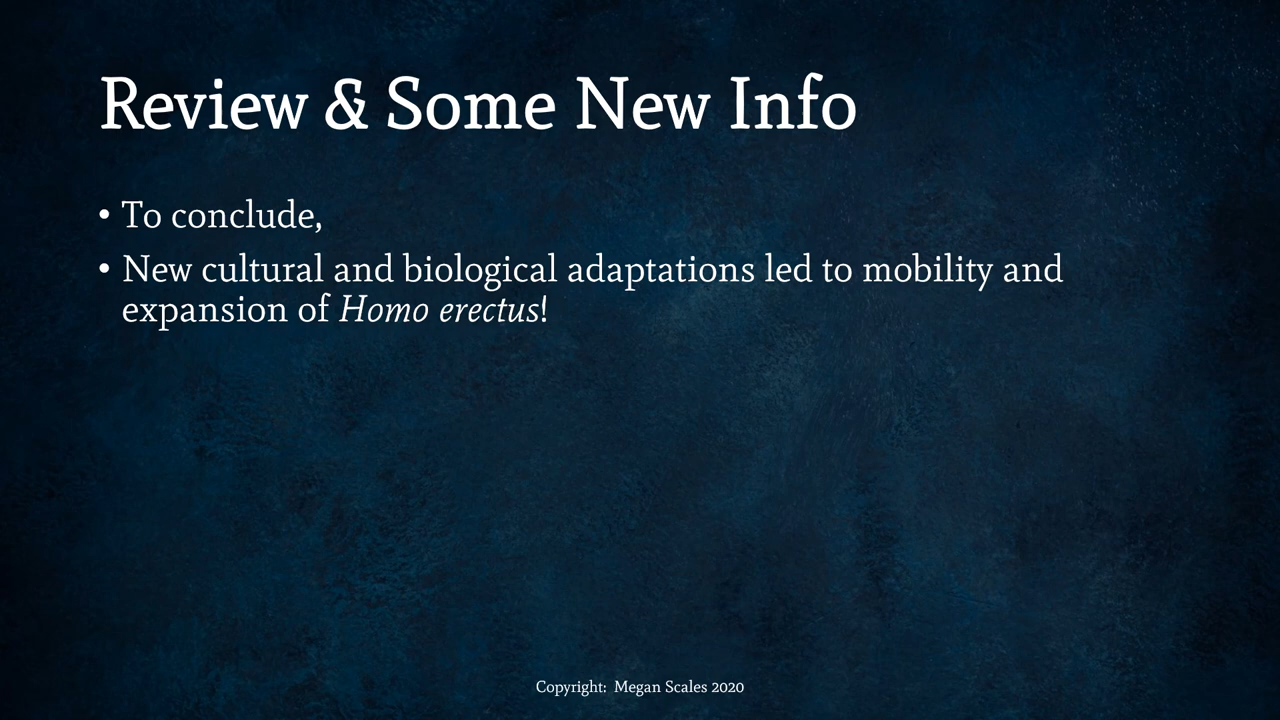 Review & Some New Info
• To conclude,
• New cultural and biological adaptations led to mobility and
expansion of Homo erectus!
Copyright: Megan Scales 2020